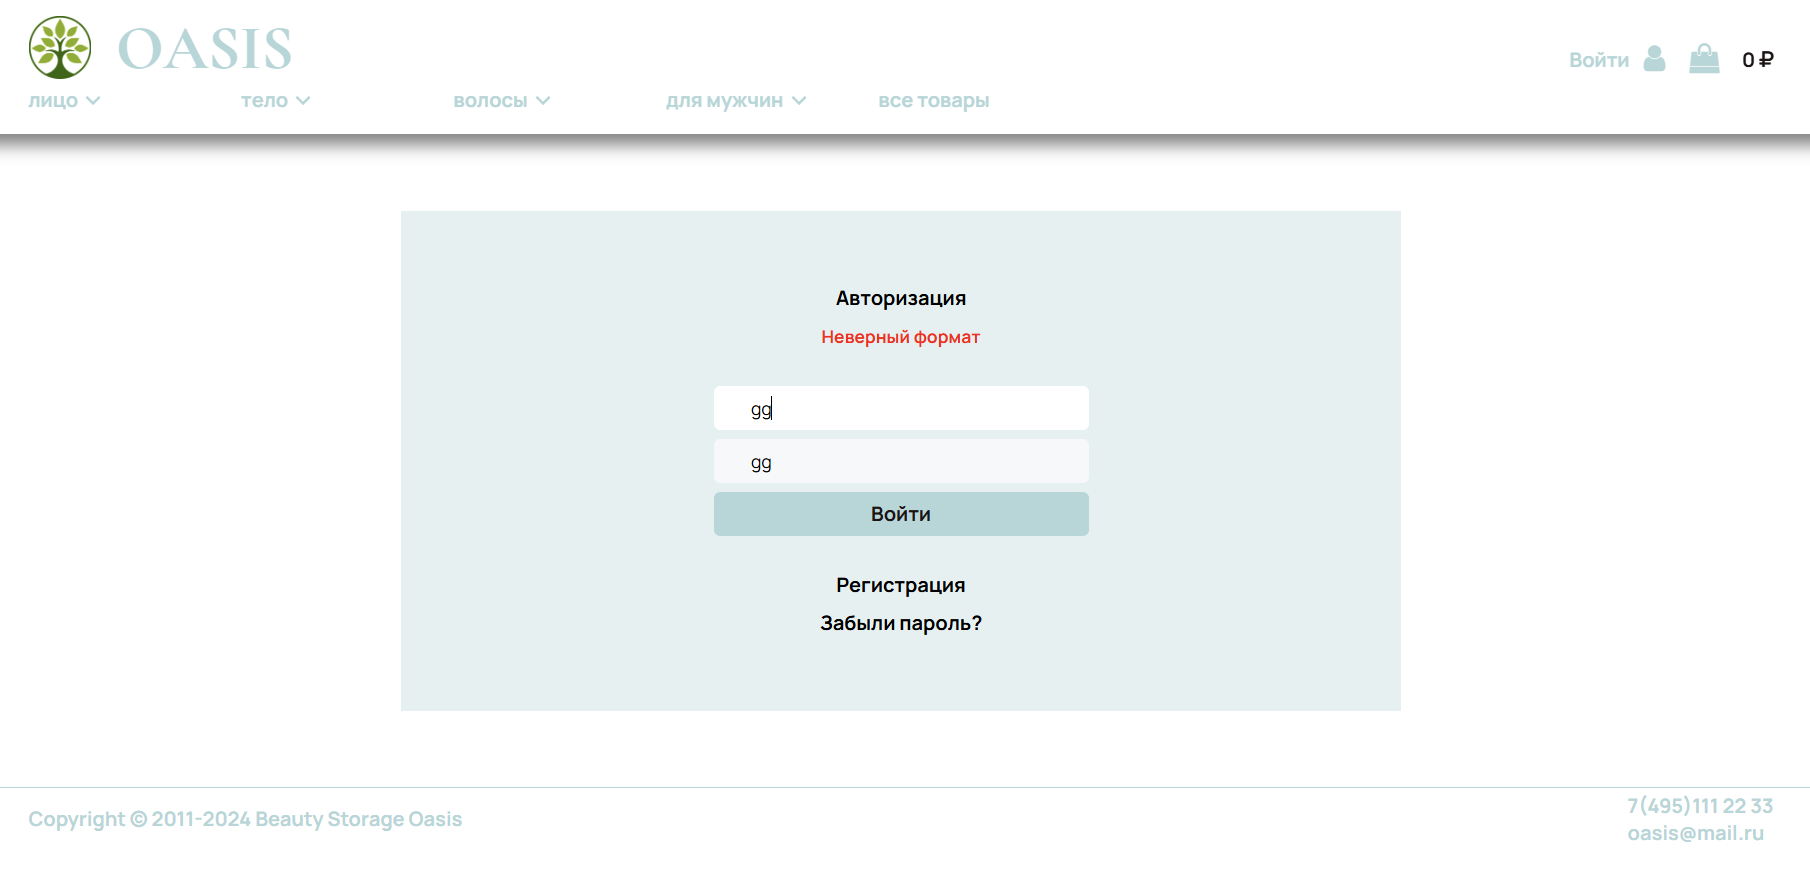 OASIS
Войти 0 ₽
лицо тело волосы для мужчин все товары
Авторизация
Неверный формат
gg
gg
Войти
Регистрация
Забыли пароль?
Copyright © 2011-2024 Beauty Storage Oasis
7(495)111 22 33
oasis@mail.ru